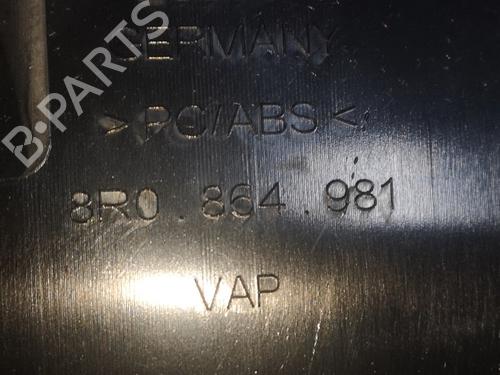 GERMANY
> PC/ABS <
8R0.864.981
VAP
B-PARTS